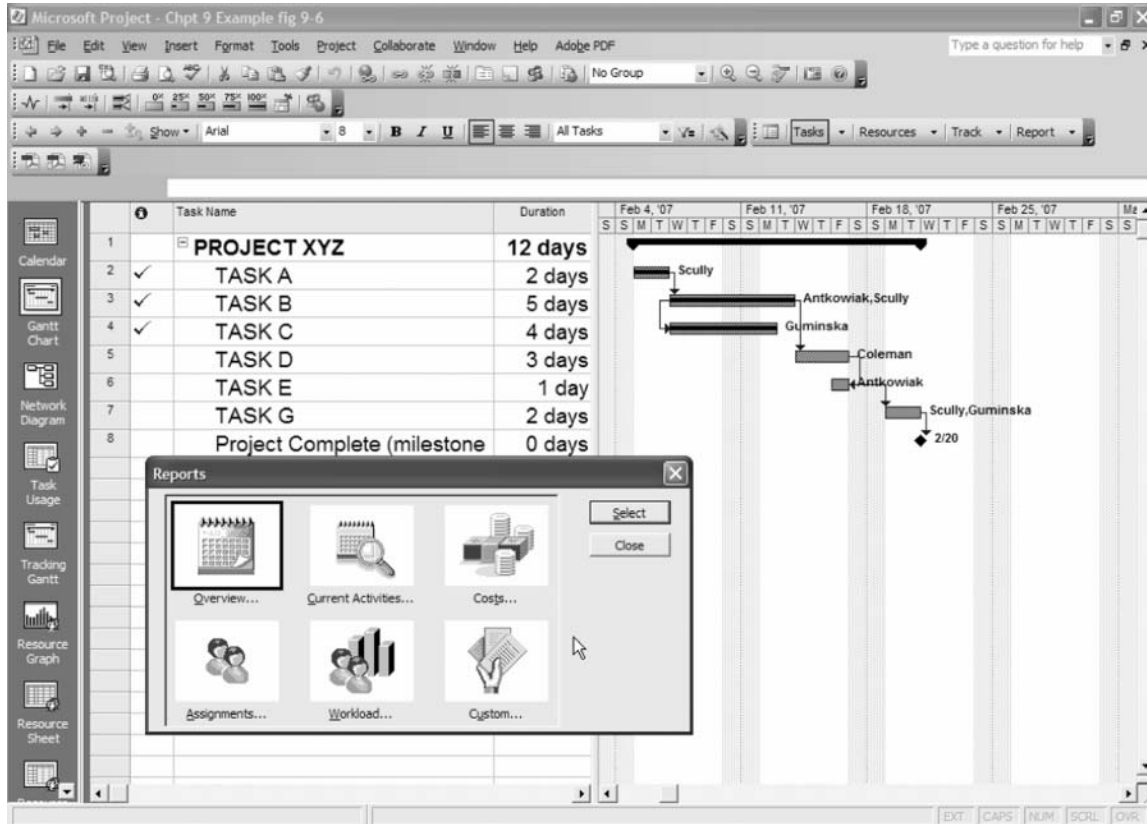 Microsoft Project - Chpt 9 Example fig 9-6
File Edit View Insert Format Tools Project Collaborate Window Help Adobe PDF Type a question for help
No Group
0% 25% 50% 75% 100%
Show Arial 8 B I U All Tasks Tasks Resources Track Report
Task Name Duration Feb 4, '07 Feb 11, '07 Feb 18, '07 Feb 25, '07 Ma
S S M T W T F S S M T W T F S S M T W T F S S M T W T F S S
1 PROJECT XYZ 12 days
2 TASK A 2 days Scully
3 TASK B 5 days Antkowiak,Scully
4 TASK C 4 days Guminska
5 TASK D 3 days Coleman
6 TASK E 1 day Antkowiak
7 TASK G 2 days Scully,Guminska
8 Project Complete (milestone 0 days 2/20
Calendar
Gantt
Chart
Network
Diagram
Task
Usage
Tracking
Gantt
Resource
Graph
Resource
Sheet
Reports
Select
Close
Overview... Current Activities... Costs...
Assignments... Workload... Custom...
EXT CAPS NUM SCRL OVR